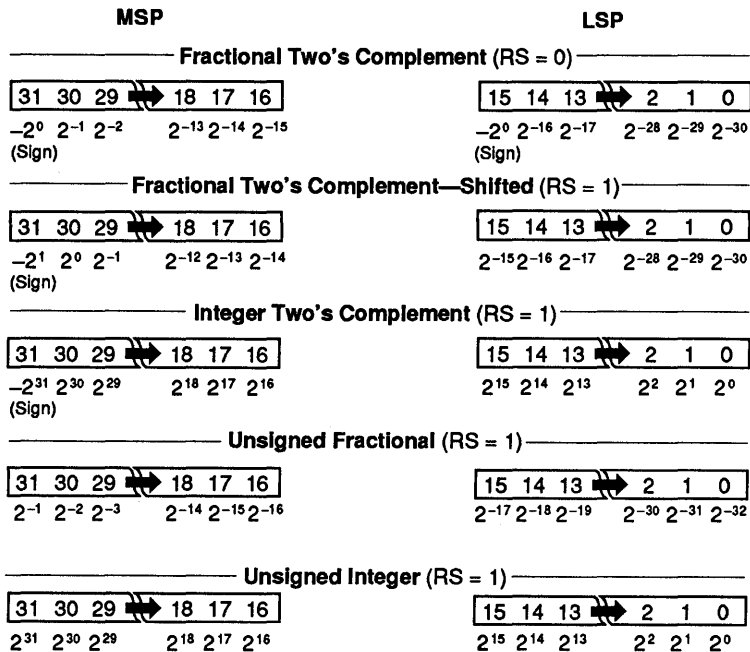 MSP LSP
Fractional Two's Complement (RS = 0)
31 30 29 18 17 16 15 14 13 2 1 0
–2⁰ 2⁻¹ 2⁻² 2⁻¹³ 2⁻¹⁴ 2⁻¹⁵ –2⁰ 2⁻¹⁶ 2⁻¹⁷ 2⁻²⁸ 2⁻²⁹ 2⁻³⁰
(Sign) (Sign)
Fractional Two's Complement—Shifted (RS = 1)
31 30 29 18 17 16 15 14 13 2 1 0
–2¹ 2⁰ 2⁻¹ 2⁻¹² 2⁻¹³ 2⁻¹⁴ 2⁻¹⁵ 2⁻¹⁶ 2⁻¹⁷ 2⁻²⁸ 2⁻²⁹ 2⁻³⁰
(Sign)
Integer Two's Complement (RS = 1)
31 30 29 18 17 16 15 14 13 2 1 0
–2³¹ 2³⁰ 2²⁹ 2¹⁸ 2¹⁷ 2¹⁶ 2¹⁵ 2¹⁴ 2¹³ 2² 2¹ 2⁰
(Sign)
Unsigned Fractional (RS = 1)
31 30 29 18 17 16 15 14 13 2 1 0
2⁻¹ 2⁻² 2⁻³ 2⁻¹⁴ 2⁻¹⁵ 2⁻¹⁶ 2⁻¹⁷ 2⁻¹⁸ 2⁻¹⁹ 2⁻³⁰ 2⁻³¹ 2⁻³²
Unsigned Integer (RS = 1)
31 30 29 18 17 16 15 14 13 2 1 0
2³¹ 2³⁰ 2²⁹ 2¹⁸ 2¹⁷ 2¹⁶ 2¹⁵ 2¹⁴ 2¹³ 2² 2¹ 2⁰